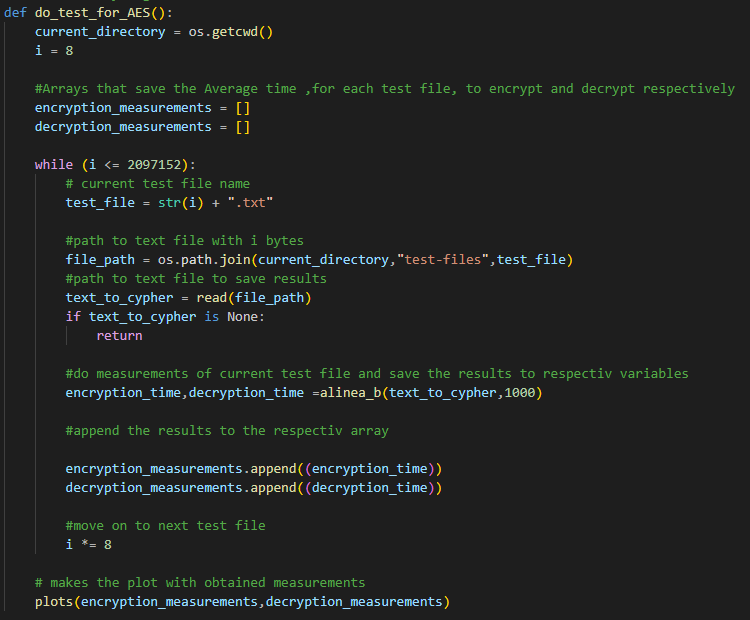 def do_test_for_AES():
    current_directory = os.getcwd()
    i = 8
    #Arrays that save the Average time ,for each test file, to encrypt and decrypt respectively
    encryption_measurements = []
    decryption_measurements = []
    while (i <= 2097152):
        # current test file name
        test_file = str(i) + ".txt"
        #path to text file with i bytes
        file_path = os.path.join(current_directory,"test-files",test_file)
        #path to text file to save results
        text_to_cypher = read(file_path)
        if text_to_cypher is None:
            return
        #do measurements of current test file and save the results to respectiv variables
        encryption_time,decryption_time =alinea_b(text_to_cypher,1000)
        #append the results to the respectiv array
        encryption_measurements.append((encryption_time))
        decryption_measurements.append((decryption_time))
        #move on to next test file
        i *= 8
    # makes the plot with obtained measurements
    plots(encryption_measurements,decryption_measurements)